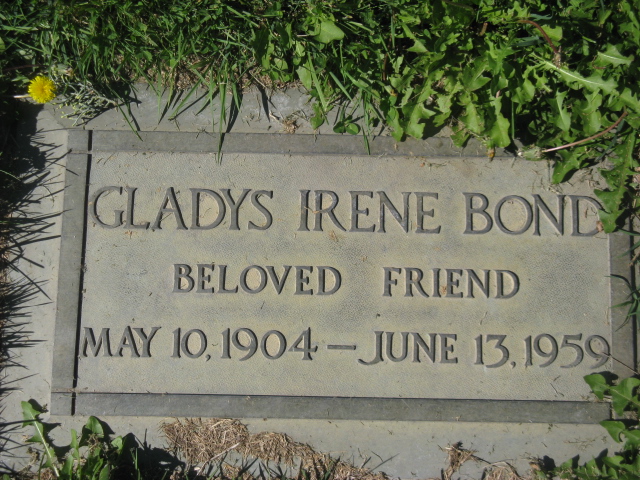 GLADYS IRENE BOND
BELOVED FRIEND
MAY 10, 1904 – JUNE 13, 1959